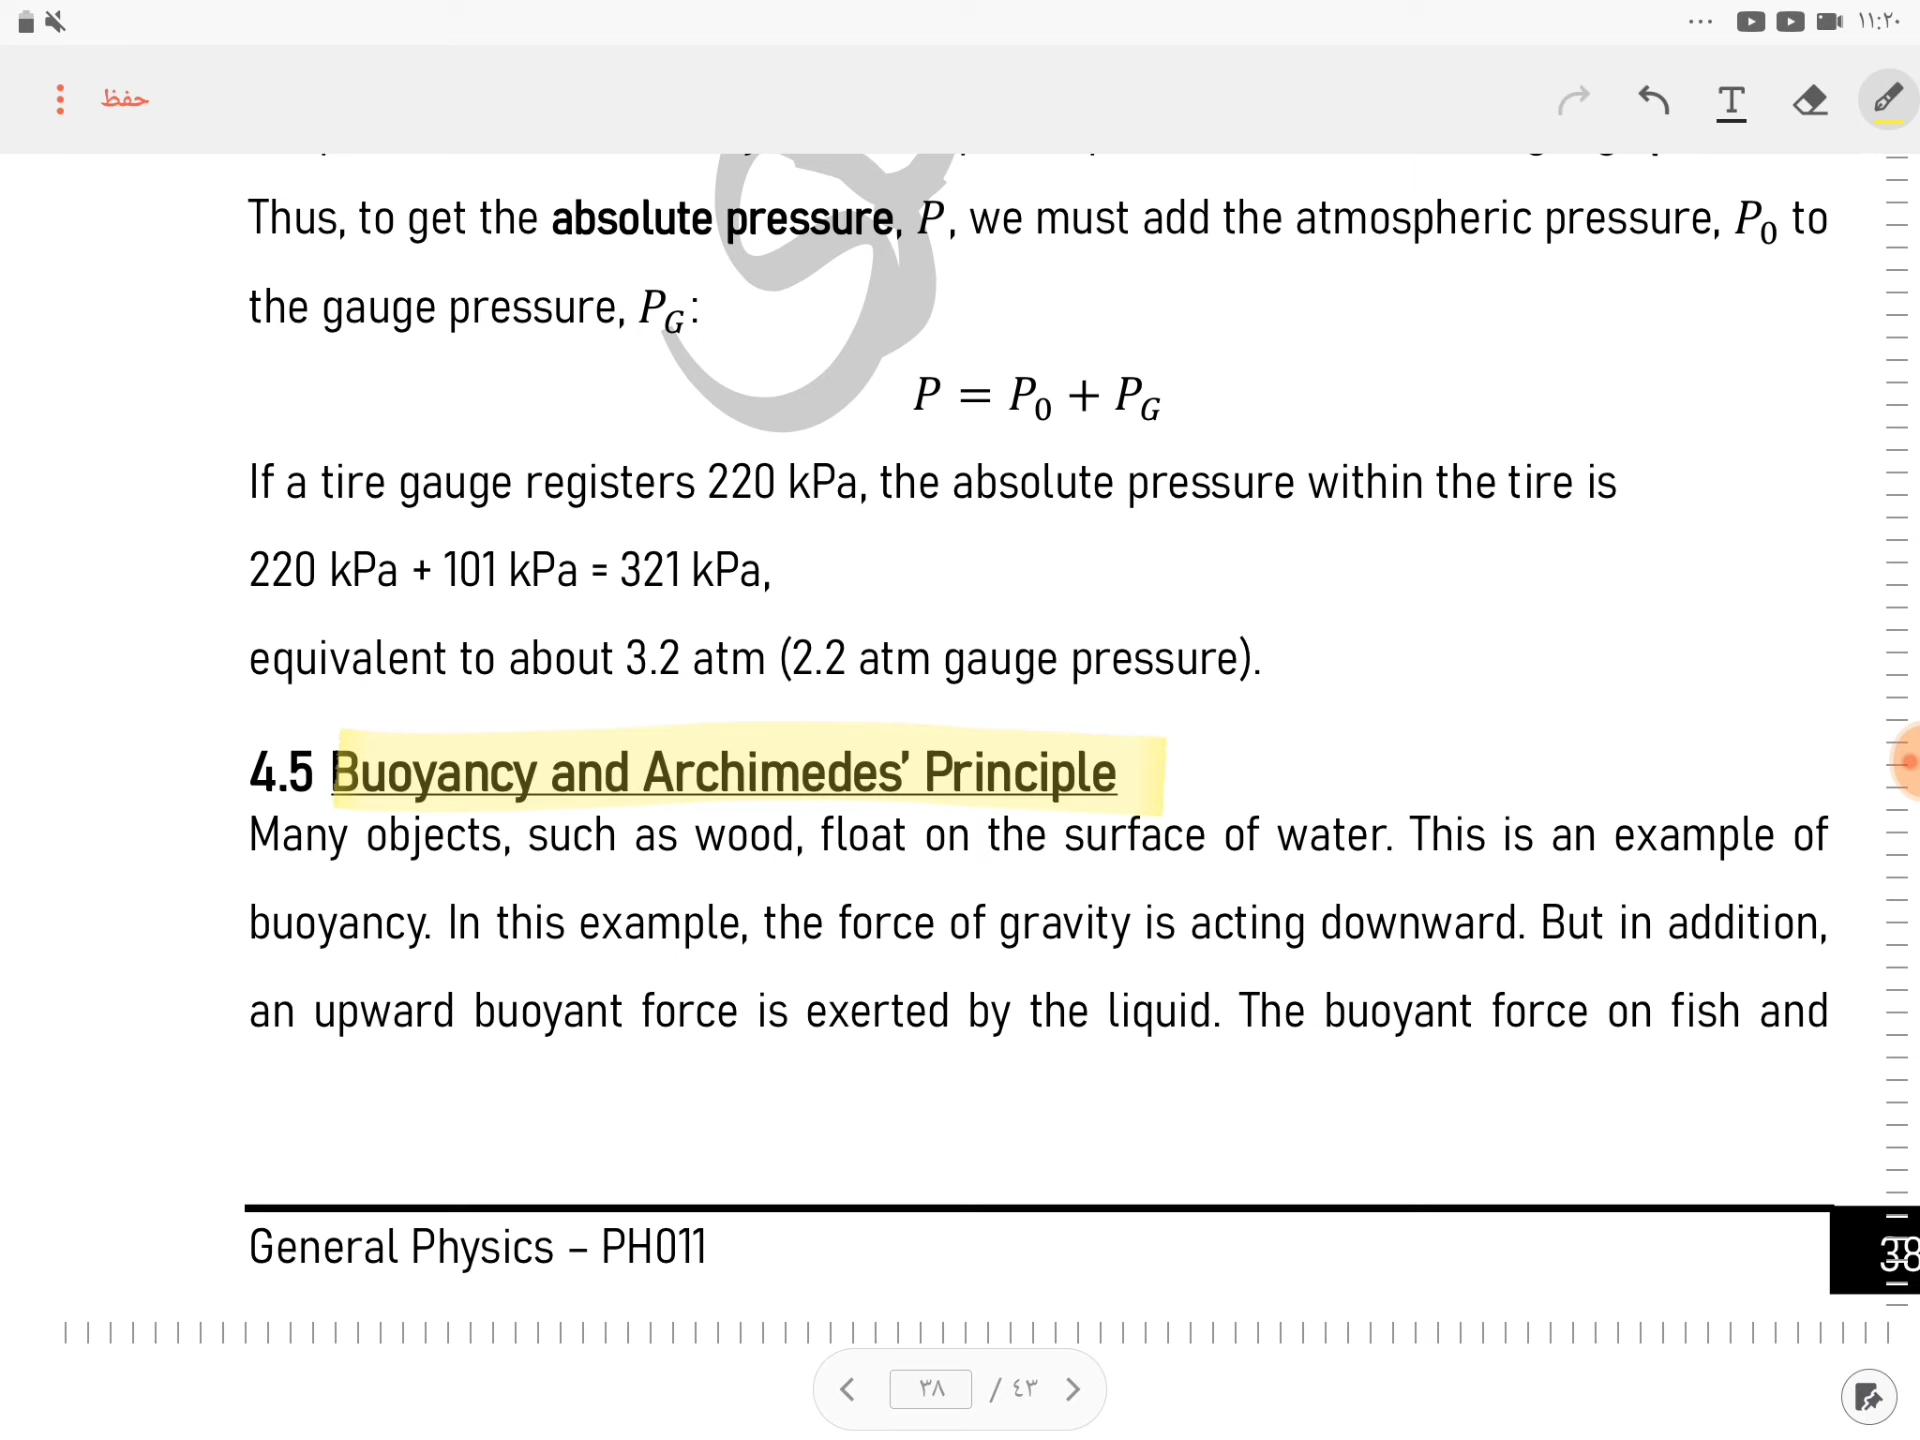 ١١:٢٠
حفظ
Thus, to get the absolute pressure, P, we must add the atmospheric pressure, P₀ to
the gauge pressure, P_G:
P = P₀ + P_G
If a tire gauge registers 220 kPa, the absolute pressure within the tire is
220 kPa + 101 kPa = 321 kPa,
equivalent to about 3.2 atm (2.2 atm gauge pressure).
4.5 Buoyancy and Archimedes’ Principle
Many objects, such as wood, float on the surface of water. This is an example of
buoyancy. In this example, the force of gravity is acting downward. But in addition,
an upward buoyant force is exerted by the liquid. The buoyant force on fish and
General Physics – PH011
38
٣٨ / ٤٣